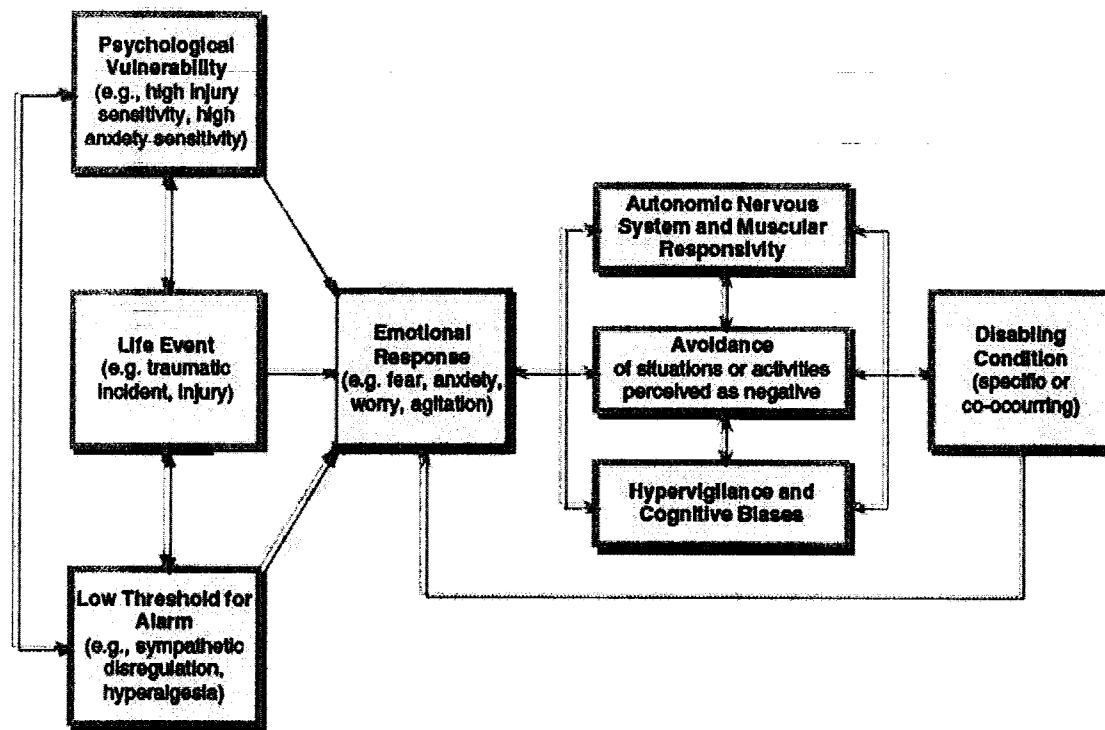 Psychological
Vulnerability
(e.g., high injury
sensitivity, high
anxiety sensitivity)
Life Event
(e.g. traumatic
incident, injury)
Low Threshold for
Alarm
(e.g., sympathetic
disregulation,
hyperalgesia)
Emotional
Response
(e.g. fear, anxiety,
worry, agitation)
Autonomic Nervous
System and Muscular
Responsivity
Avoidance
of situations or activities
perceived as negative
Hypervigilance and
Cognitive Biases
Disabling
Condition
(specific or
co-occurring)